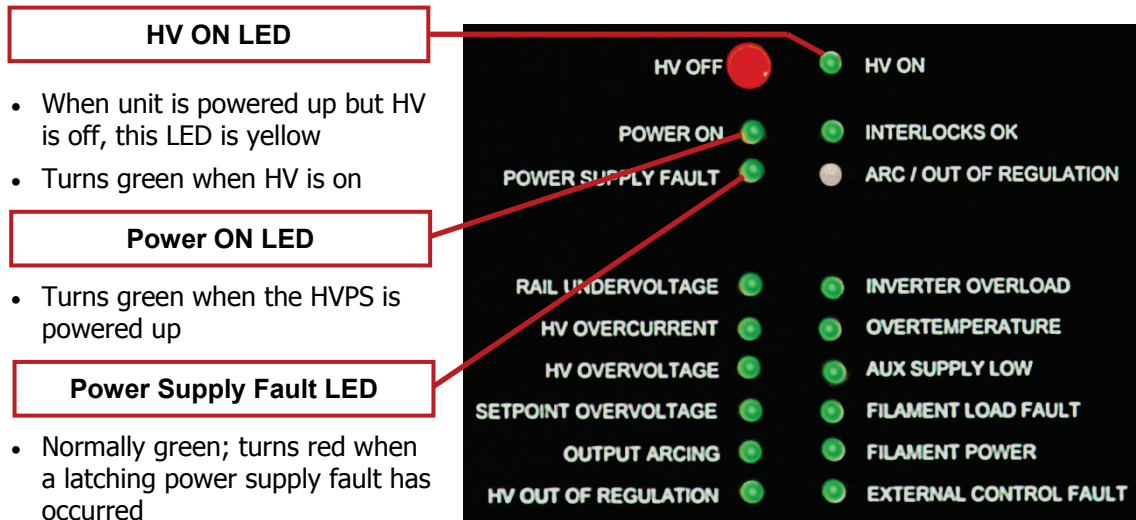 HV ON LED
• When unit is powered up but HV
is off, this LED is yellow
• Turns green when HV is on
Power ON LED
• Turns green when the HVPS is
powered up
Power Supply Fault LED
• Normally green; turns red when
a latching power supply fault has
occurred
HV OFF HV ON
POWER ON INTERLOCKS OK
POWER SUPPLY FAULT ARC / OUT OF REGULATION
RAIL UNDERVOLTAGE INVERTER OVERLOAD
HV OVERCURRENT OVERTEMPERATURE
HV OVERVOLTAGE AUX SUPPLY LOW
SETPOINT OVERVOLTAGE FILAMENT LOAD FAULT
OUTPUT ARCING FILAMENT POWER
HV OUT OF REGULATION EXTERNAL CONTROL FAULT